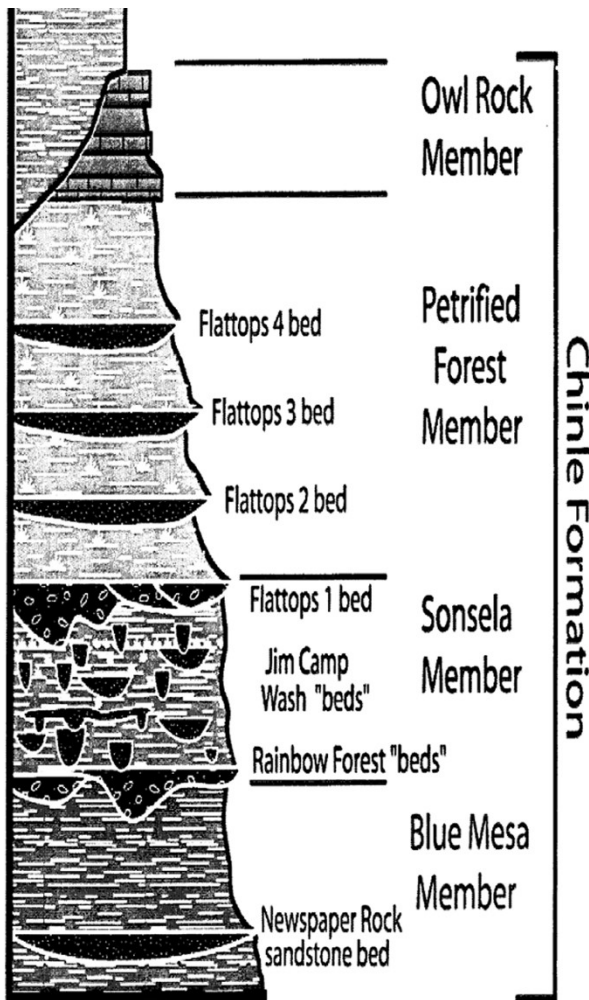 Owl Rock
Member
Flattops 4 bed
Petrified
Forest
Member
Flattops 3 bed
Flattops 2 bed
Flattops 1 bed
Sonsela
Member
Jim Camp
Wash "beds"
Rainbow Forest "beds"
Blue Mesa
Member
Newspaper Rock
sandstone bed
Chinle Formation